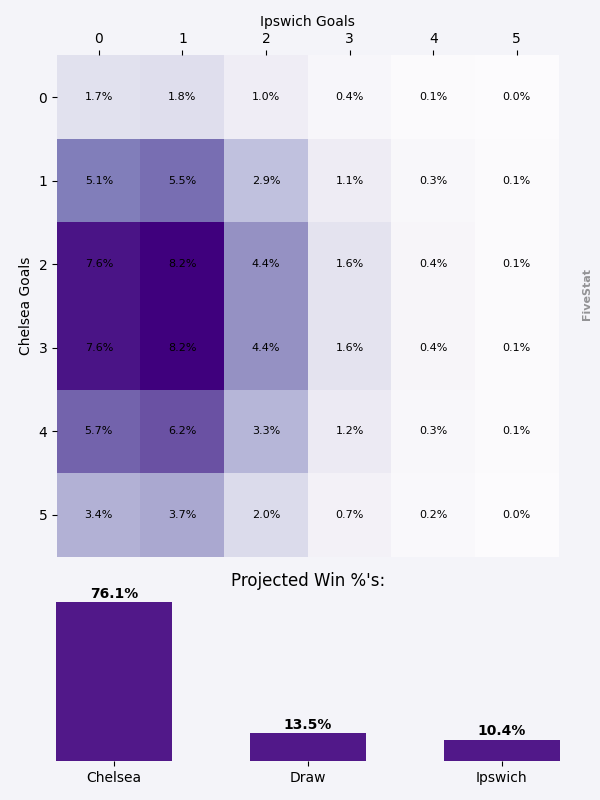 Ipswich Goals
0 1 2 3 4 5
0 1.7% 1.8% 1.0% 0.4% 0.1% 0.0%
1 5.1% 5.5% 2.9% 1.1% 0.3% 0.1%
2 7.6% 8.2% 4.4% 1.6% 0.4% 0.1%
3 7.6% 8.2% 4.4% 1.6% 0.4% 0.1%
4 5.7% 6.2% 3.3% 1.2% 0.3% 0.1%
5 3.4% 3.7% 2.0% 0.7% 0.2% 0.0%
Chelsea Goals
FiveStat
Projected Win %'s:
76.1%
13.5%
10.4%
Chelsea Draw Ipswich